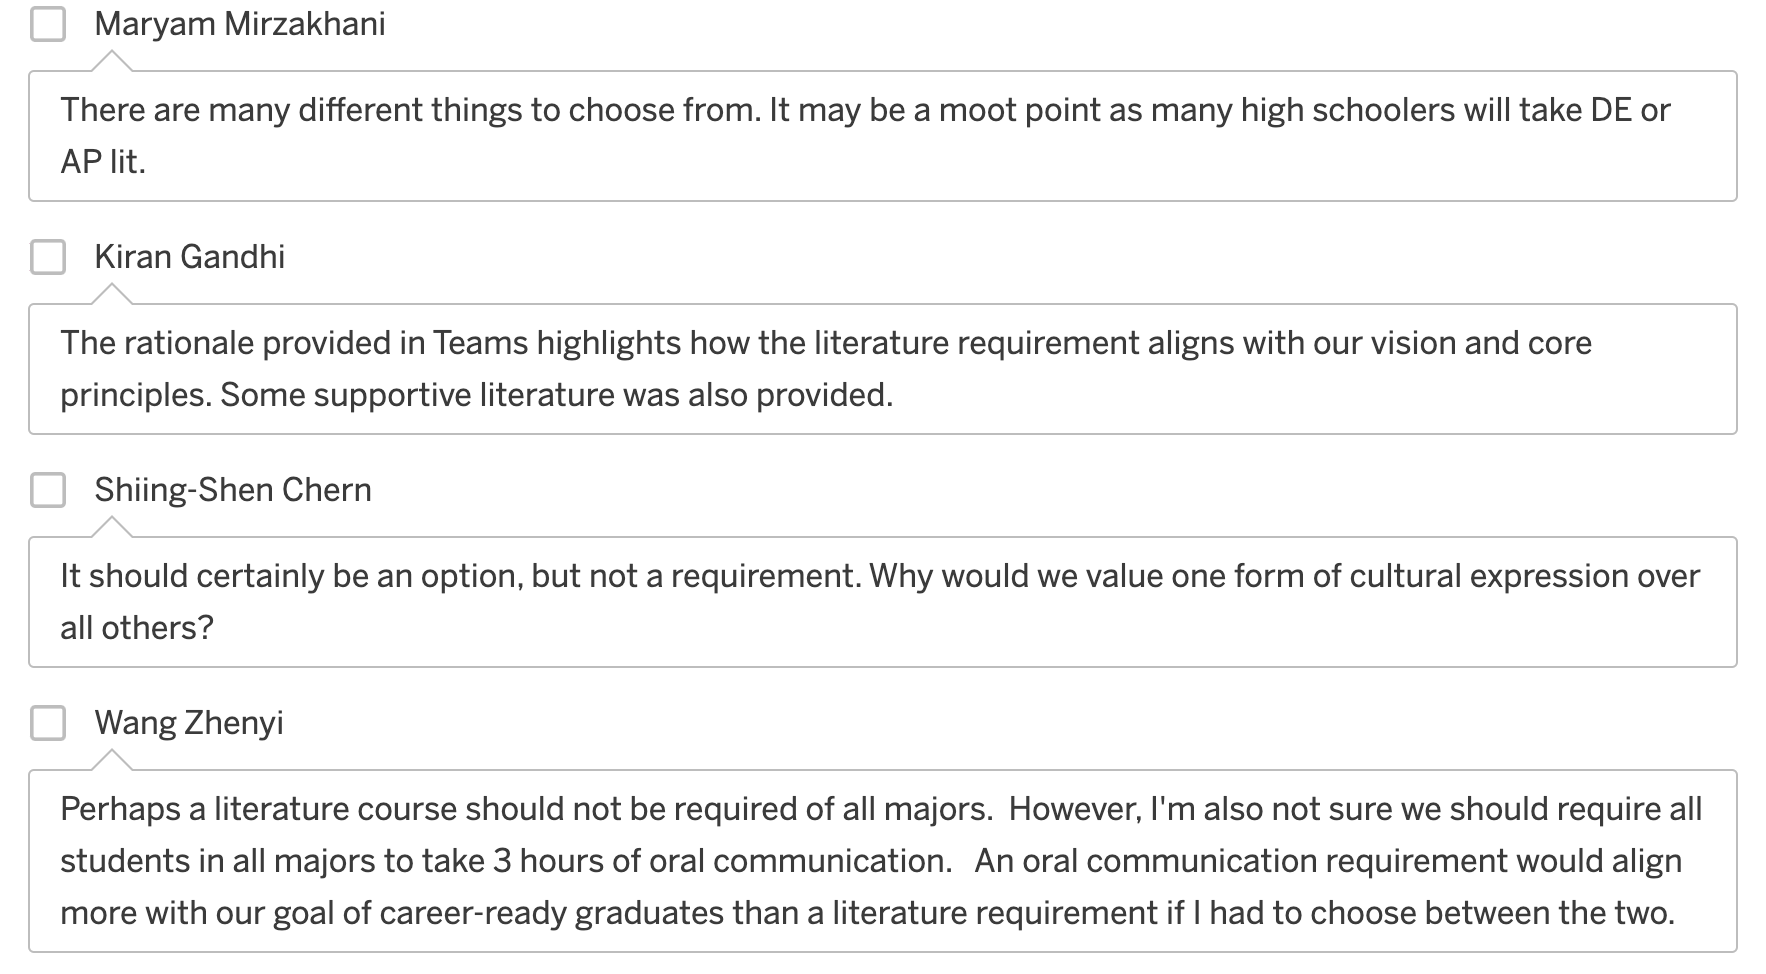 Maryam Mirzakhani
There are many different things to choose from. It may be a moot point as many high schoolers will take DE or
AP lit.
Kiran Gandhi
The rationale provided in Teams highlights how the literature requirement aligns with our vision and core
principles. Some supportive literature was also provided.
Shiing-Shen Chern
It should certainly be an option, but not a requirement. Why would we value one form of cultural expression over
all others?
Wang Zhenyi
Perhaps a literature course should not be required of all majors.  However, I'm also not sure we should require all
students in all majors to take 3 hours of oral communication.   An oral communication requirement would align
more with our goal of career-ready graduates than a literature requirement if I had to choose between the two.